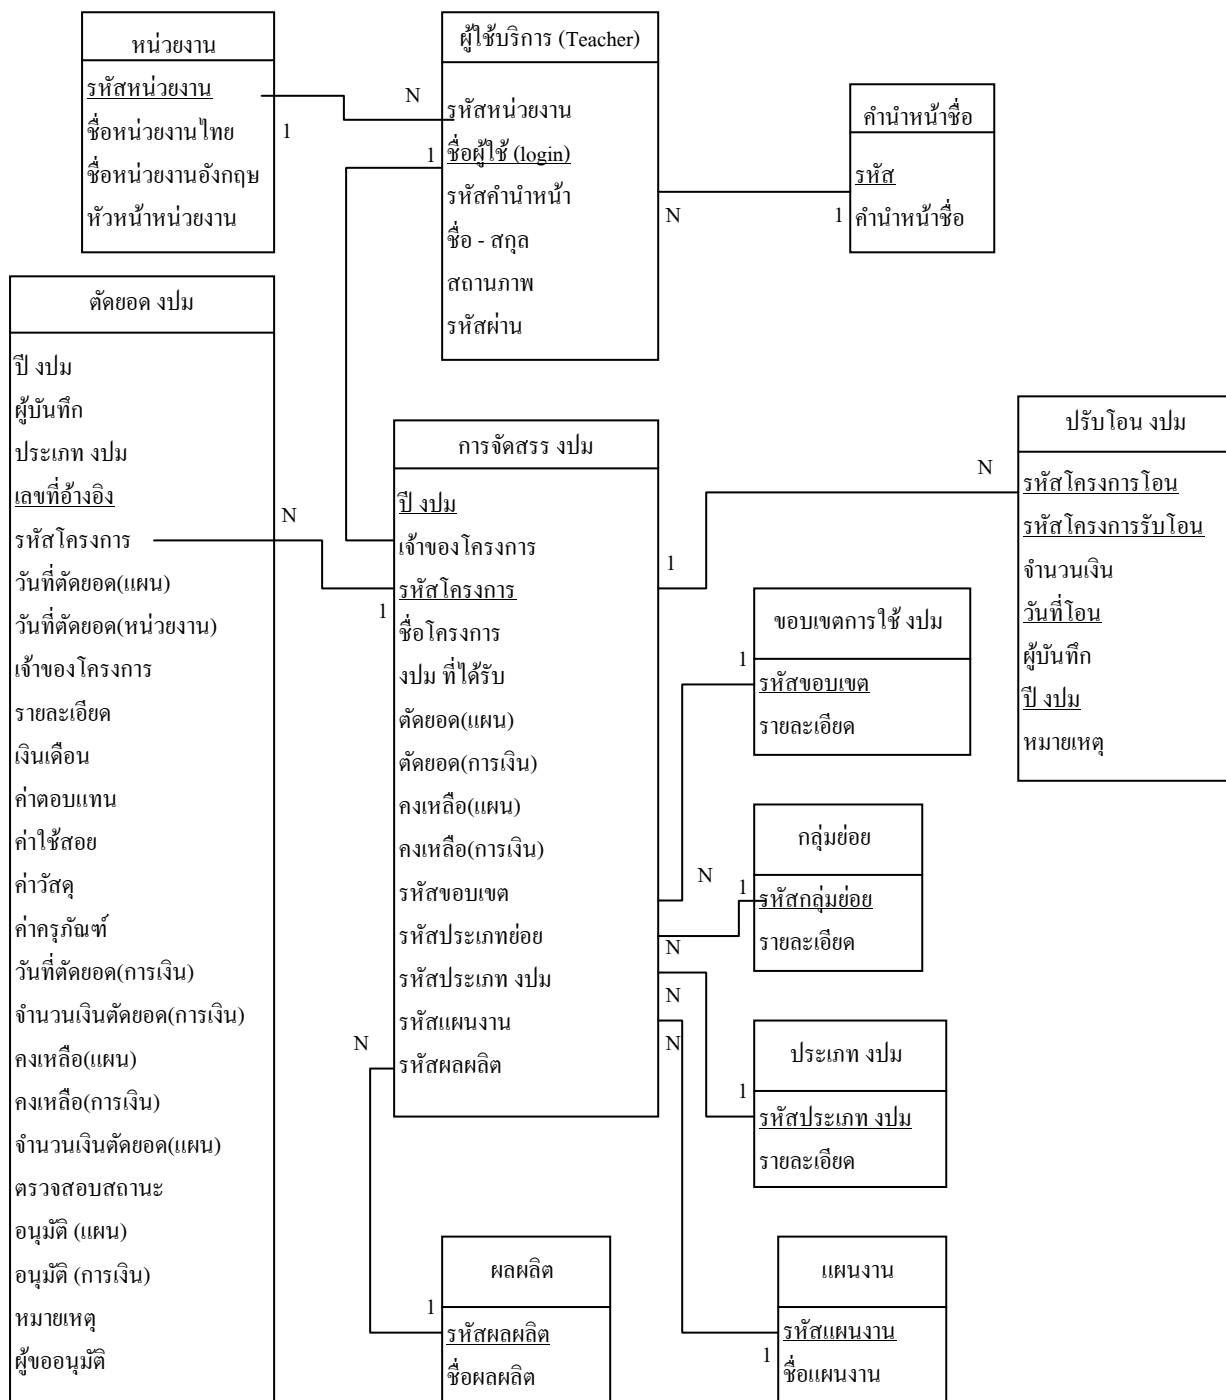 หน่วยงาน
รหัสหน่วยงาน
ชื่อหน่วยงานไทย
ชื่อหน่วยงานอังกฤษ
หัวหน้าหน่วยงาน
1
N
ผู้ใช้บริการ (Teacher)
รหัสหน่วยงาน
ชื่อผู้ใช้ (login)
รหัสคำนำหน้า
ชื่อ - สกุล
สถานภาพ
รหัสผ่าน
1
N
1
คำนำหน้าชื่อ
รหัส
คำนำหน้าชื่อ
ตัดยอด งปม
ปี งปม
ผู้บันทึก
ประเภท งปม
เลขที่อ้างอิง
รหัสโครงการ
วันที่ตัดยอด(แผน)
วันที่ตัดยอด(หน่วยงาน)
เจ้าของโครงการ
รายละเอียด
เงินเดือน
ค่าตอบแทน
ค่าใช้สอย
ค่าวัสดุ
ค่าครุภัณฑ์
วันที่ตัดยอด(การเงิน)
จำนวนเงินตัดยอด(การเงิน)
คงเหลือ(แผน)
คงเหลือ(การเงิน)
จำนวนเงินตัดยอด(แผน)
ตรวจสอบสถานะ
อนุมัติ (แผน)
อนุมัติ (การเงิน)
หมายเหตุ
ผู้ขออนุมัติ
N
1
การจัดสรร งปม
ปี งปม
เจ้าของโครงการ
รหัสโครงการ
ชื่อโครงการ
งปม ที่ได้รับ
ตัดยอด(แผน)
ตัดยอด(การเงิน)
คงเหลือ(แผน)
คงเหลือ(การเงิน)
รหัสขอบเขต
รหัสประเภทย่อย
รหัสประเภท งปม
รหัสแผนงาน
รหัสผลผลิต
1
N
ปรับโอน งปม
รหัสโครงการโอน
รหัสโครงการรับโอน
จำนวนเงิน
วันที่โอน
ผู้บันทึก
ปี งปม
หมายเหตุ
ขอบเขตการใช้ งปม
1
รหัสขอบเขต
รายละเอียด
N
กลุ่มย่อย
1
รหัสกลุ่มย่อย
รายละเอียด
N
N
N
ประเภท งปม
1
รหัสประเภท งปม
รายละเอียด
N
ผลผลิต
1
รหัสผลผลิต
ชื่อผลผลิต
แผนงาน
1
รหัสแผนงาน
ชื่อแผนงาน